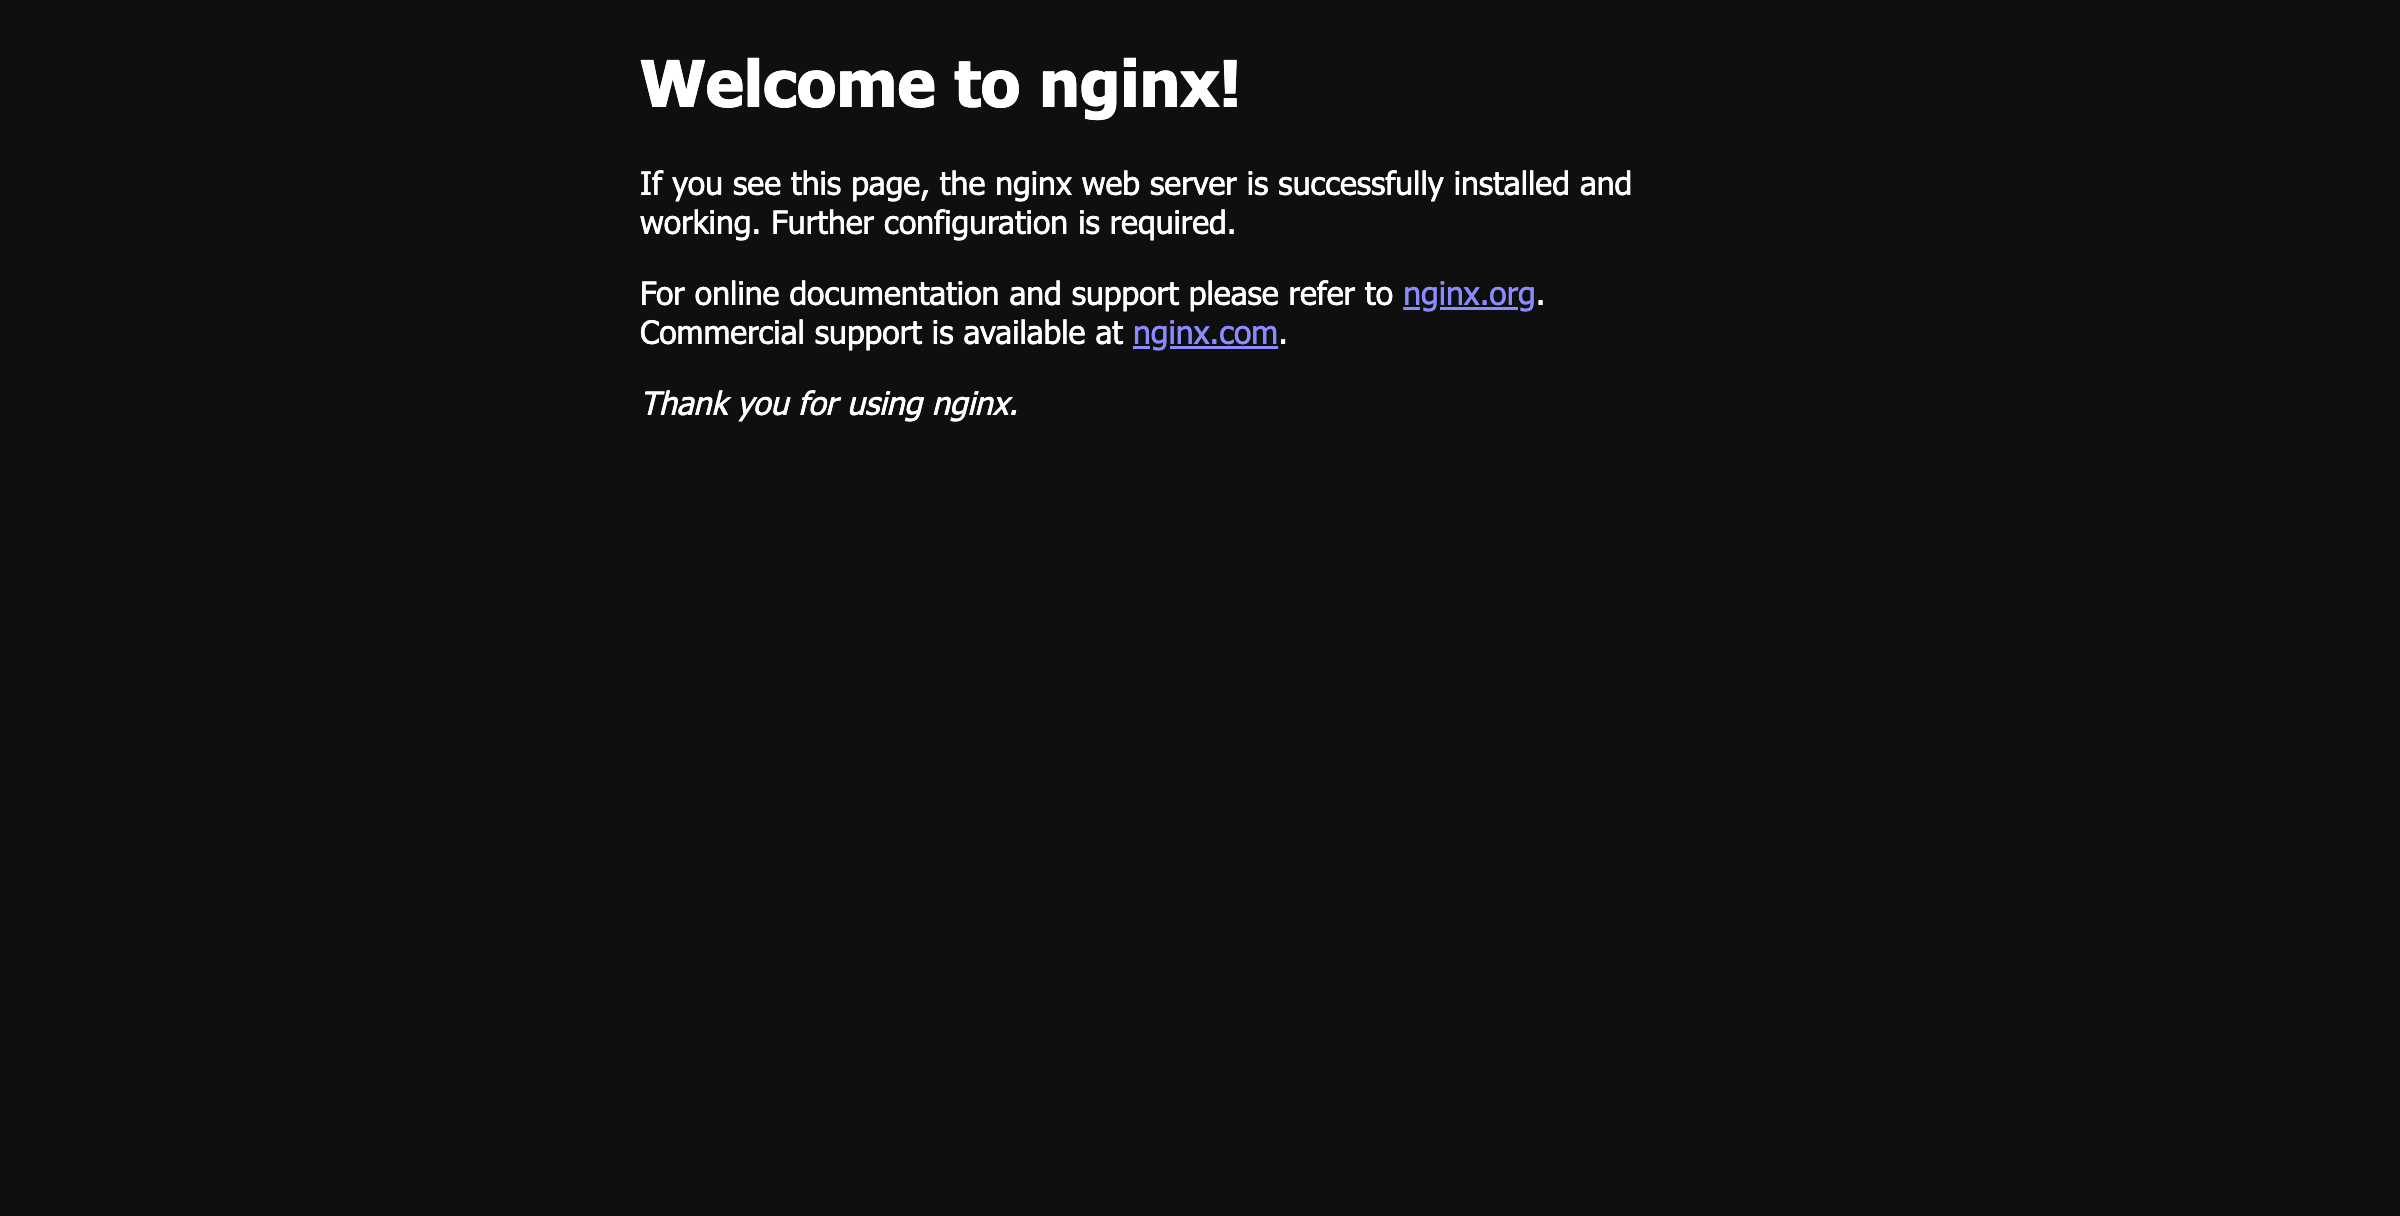 Welcome to nginx!
If you see this page, the nginx web server is successfully installed and
working. Further configuration is required.
For online documentation and support please refer to nginx.org.
Commercial support is available at nginx.com.
Thank you for using nginx.